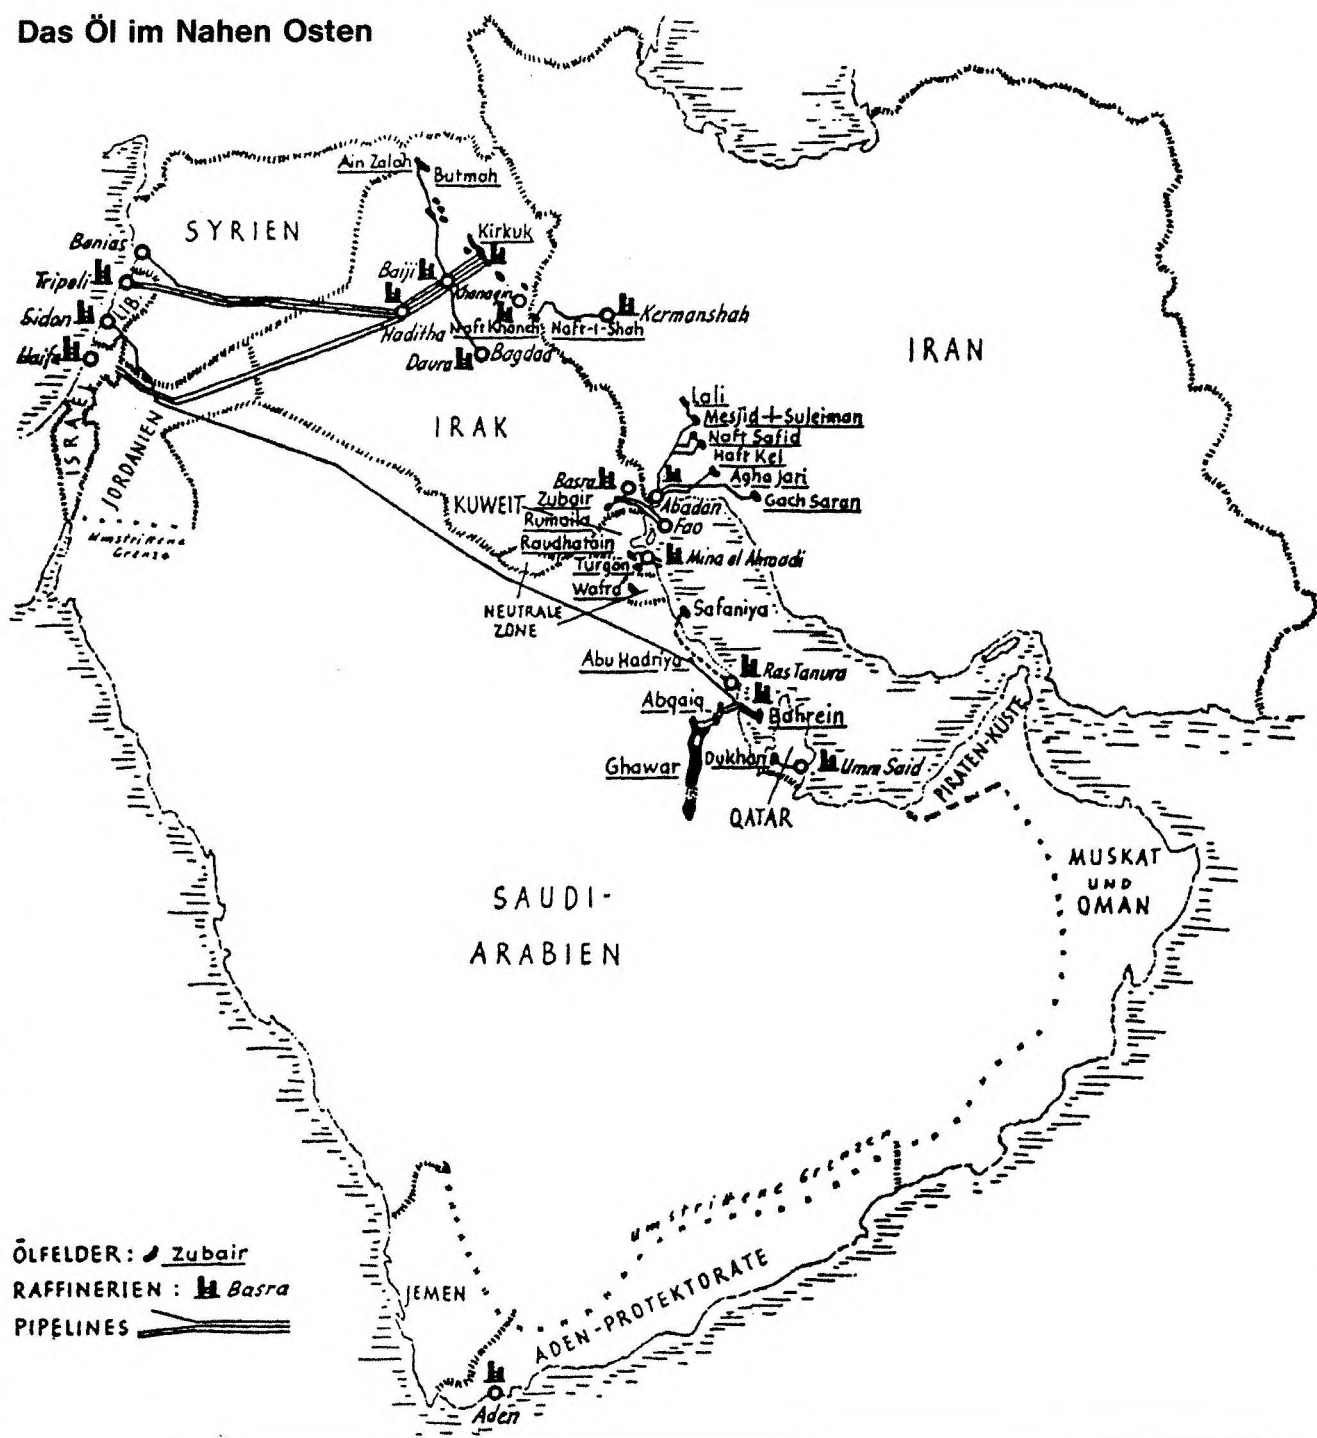 Das Öl im Nahen Osten
Ain Zalah
Butmah
SYRIEN
Kirkuk
Banias
Baiji
Tripoli
Khanaqin
LIB.
Sidon
Haditha
Naft Khaneh
Naft-i-Shah
Kermanshah
Haifa
Daura
Bagdad
IRAN
ISRAEL
JORDANIEN
IRAK
Lali
Mesjid + Suleiman
Naft Safid
Haft Kel
Agha Jari
Gach Saran
Basra
Zubair
Abadan
KUWEIT
Rumaila
Fao
Raudhatain
Umstrittene
Grenze
Turgan
Mina el Ahmadi
Wafra
NEUTRALE
ZONE
Safaniya
Abu Hadriya
Ras Tanura
Abqaiq
Bahrein
Ghawar
Dukhan
Umm Said
PIRATEN-KÜSTE
QATAR
MUSKAT
UND
OMAN
SAUDI-
ARABIEN
umstrittene Grenzen
ÖLFELDER: Zubair
RAFFINERIEN: Basra
PIPELINES
JEMEN
ADEN-PROTEKTORATE
Aden